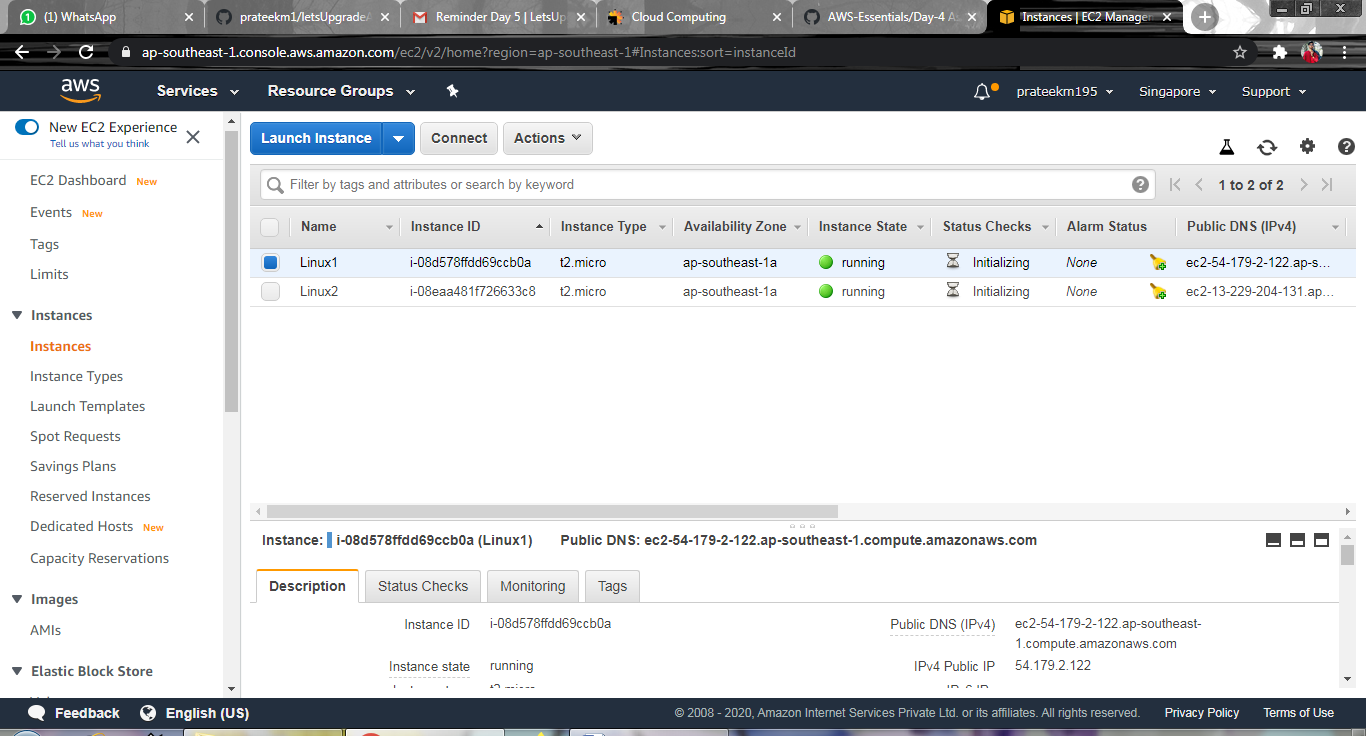 (1) WhatsApp
prateekm1/letsUpgradeA
Reminder Day 5 | LetsUp
Cloud Computing
AWS-Essentials/Day-4 As
Instances | EC2 Manager
ap-southeast-1.console.aws.amazon.com/ec2/v2/home?region=ap-southeast-1#Instances:sort=instanceId
aws
Services
Resource Groups
prateekm195
Singapore
Support
New EC2 Experience
Tell us what you think
EC2 Dashboard New
Events New
Tags
Limits
Instances
Instances
Instance Types
Launch Templates
Spot Requests
Savings Plans
Reserved Instances
Dedicated Hosts New
Capacity Reservations
Images
AMIs
Elastic Block Store
Launch Instance
Connect
Actions
Filter by tags and attributes or search by keyword
1 to 2 of 2
Name Instance ID Instance Type Availability Zone Instance State Status Checks Alarm Status Public DNS (IPv4)
Linux1 i-08d578ffdd69ccb0a t2.micro ap-southeast-1a running Initializing None ec2-54-179-2-122.ap-s...
Linux2 i-08eaa481f726633c8 t2.micro ap-southeast-1a running Initializing None ec2-13-229-204-131.ap...
Instance: i-08d578ffdd69ccb0a (Linux1) Public DNS: ec2-54-179-2-122.ap-southeast-1.compute.amazonaws.com
Description Status Checks Monitoring Tags
Instance ID i-08d578ffdd69ccb0a
Public DNS (IPv4) ec2-54-179-2-122.ap-southeast-
1.compute.amazonaws.com
Instance state running
IPv4 Public IP 54.179.2.122
Feedback
English (US)
© 2008 - 2020, Amazon Internet Services Private Ltd. or its affiliates. All rights reserved.
Privacy Policy
Terms of Use